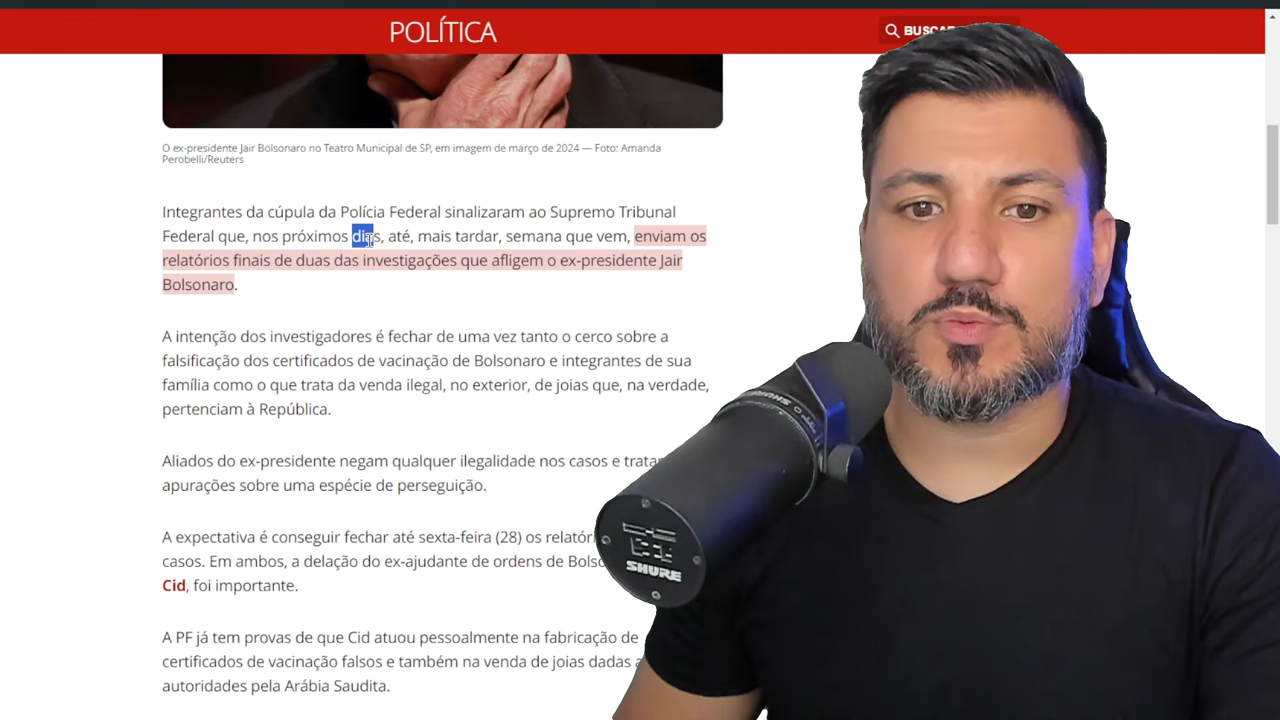 POLÍTICA
O ex-presidente Jair Bolsonaro no Teatro Municipal de SP, em imagem de março de 2024 — Foto: Amanda
Perobelli/Reuters
Integrantes da cúpula da Polícia Federal sinalizaram ao Supremo Tribunal
Federal que, nos próximos dias, até, mais tardar, semana que vem, enviam os
relatórios finais de duas das investigações que afligem o ex-presidente Jair
Bolsonaro.
A intenção dos investigadores é fechar de uma vez tanto o cerco sobre a
falsificação dos certificados de vacinação de Bolsonaro e integrantes de sua
família como o que trata da venda ilegal, no exterior, de joias que, na verdade,
pertenciam à República.
Aliados do ex-presidente negam qualquer ilegalidade nos casos e
apurações sobre uma espécie de perseguição.
A expectativa é conseguir fechar até sexta-feira (28) os
casos. Em ambos, a delação do ex-ajudante de ordens de
Cid, foi importante.
A PF já tem provas de que Cid atuou pessoalmente na fabricação de
certificados de vacinação falsos e também na venda de joias dadas a
autoridades pela Arábia Saudita.
SHURE
SHURE